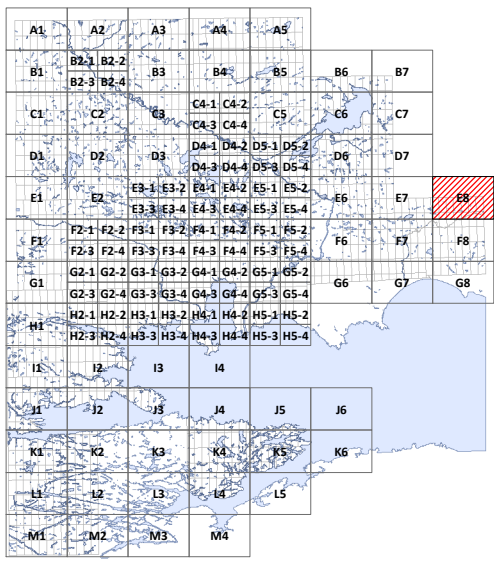 A1 A2 A3 A4 A5
B2-1 B2-2
B1 B3 B4 B5 B6 B7
B2-3 B2-4
C4-1 C4-2
C1 C2 C3 C5 C6 C7
C4-3 C4-4
D4-1 D4-2 D5-1 D5-2
D1 D2 D3 D6 D7
D4-3 D4-4 D5-3 D5-4
E3-1 E3-2 E4-1 E4-2 E5-1 E5-2
E1 E2 E6 E7 E8
E3-3 E3-4 E4-3 E4-4 E5-3 E5-4
F2-1 F2-2 F3-1 F3-2 F4-1 F4-2 F5-1 F5-2
F1 F6 F7 F8
F2-3 F2-4 F3-3 F3-4 F4-3 F4-4 F5-3 F5-4
G2-1 G2-2 G3-1 G3-2 G4-1 G4-2 G5-1 G5-2
G1 G6 G7 G8
G2-3 G2-4 G3-3 G3-4 G4-3 G4-4 G5-3 G5-4
H2-1 H2-2 H3-1 H3-2 H4-1 H4-2 H5-1 H5-2
H1
H2-3 H2-4 H3-3 H3-4 H4-3 H4-4 H5-3 H5-4
I1 I2 I3 I4
J1 J2 J3 J4 J5 J6
K1 K2 K3 K4 K5 K6
L1 L2 L3 L4 L5
M1 M2 M3 M4